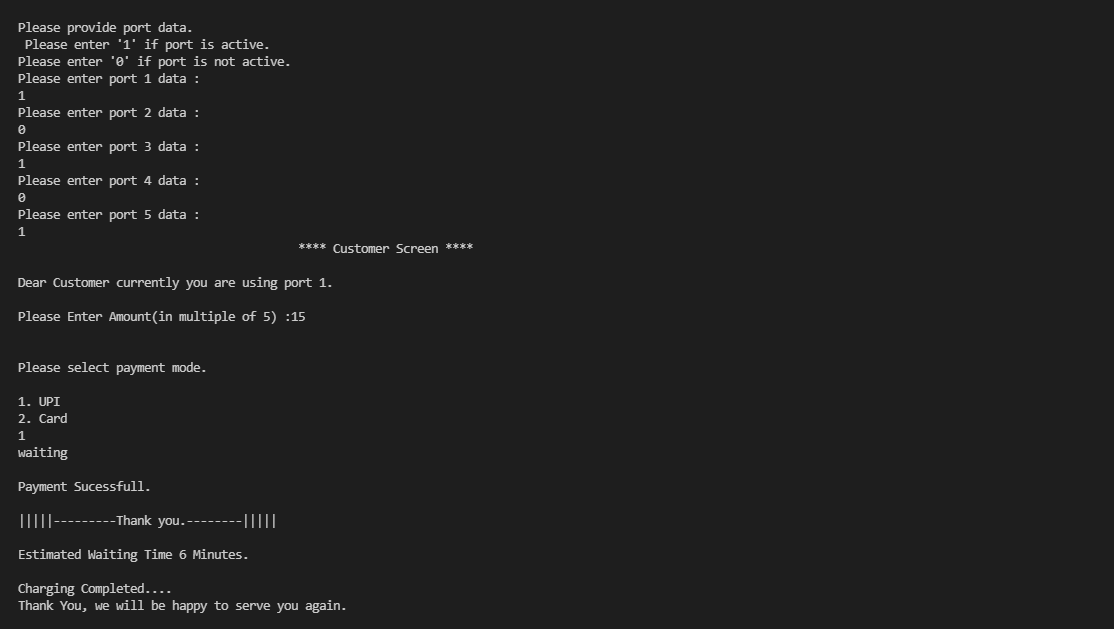 Please provide port data.
Please enter '1' if port is active.
Please enter '0' if port is not active.
Please enter port 1 data :
1
Please enter port 2 data :
0
Please enter port 3 data :
1
Please enter port 4 data :
0
Please enter port 5 data :
1
**** Customer Screen ****
Dear Customer currently you are using port 1.
Please Enter Amount(in multiple of 5) :15
Please select payment mode.
1. UPI
2. Card
1
waiting
Payment Sucessfull.
|||||---------Thank you.--------|||||
Estimated Waiting Time 6 Minutes.
Charging Completed....
Thank You, we will be happy to serve you again.